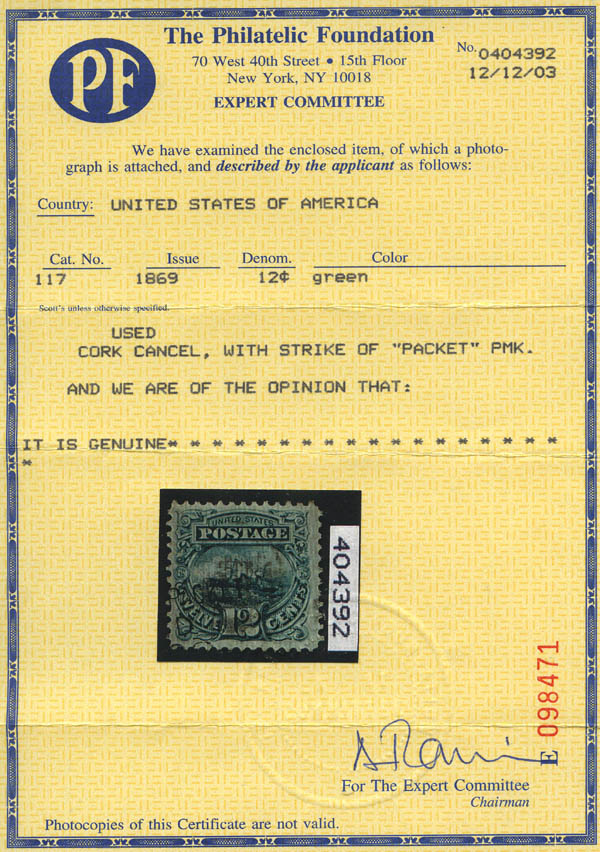 The Philatelic Foundation
70 West 40th Street • 15th Floor
New York, NY 10018
EXPERT COMMITTEE
PF
No. 0404392
12/12/03
We have examined the enclosed item, of which a photo-
graph is attached, and described by the applicant as follows:
Country: UNITED STATES OF AMERICA
Cat. No. Issue Denom. Color
117 1869 12¢ green
Scott's unless otherwise specified.
USED
CORK CANCEL, WITH STRIKE OF "PACKET" PMK.
AND WE ARE OF THE OPINION THAT:
IT IS GENUINE* * * * * * * * * * * * * * * * * *
*
UNITED STATES
POSTAGE
TWELVE 12 CENTS
404392
E 098471
For The Expert Committee
Chairman
Photocopies of this Certificate are not valid.